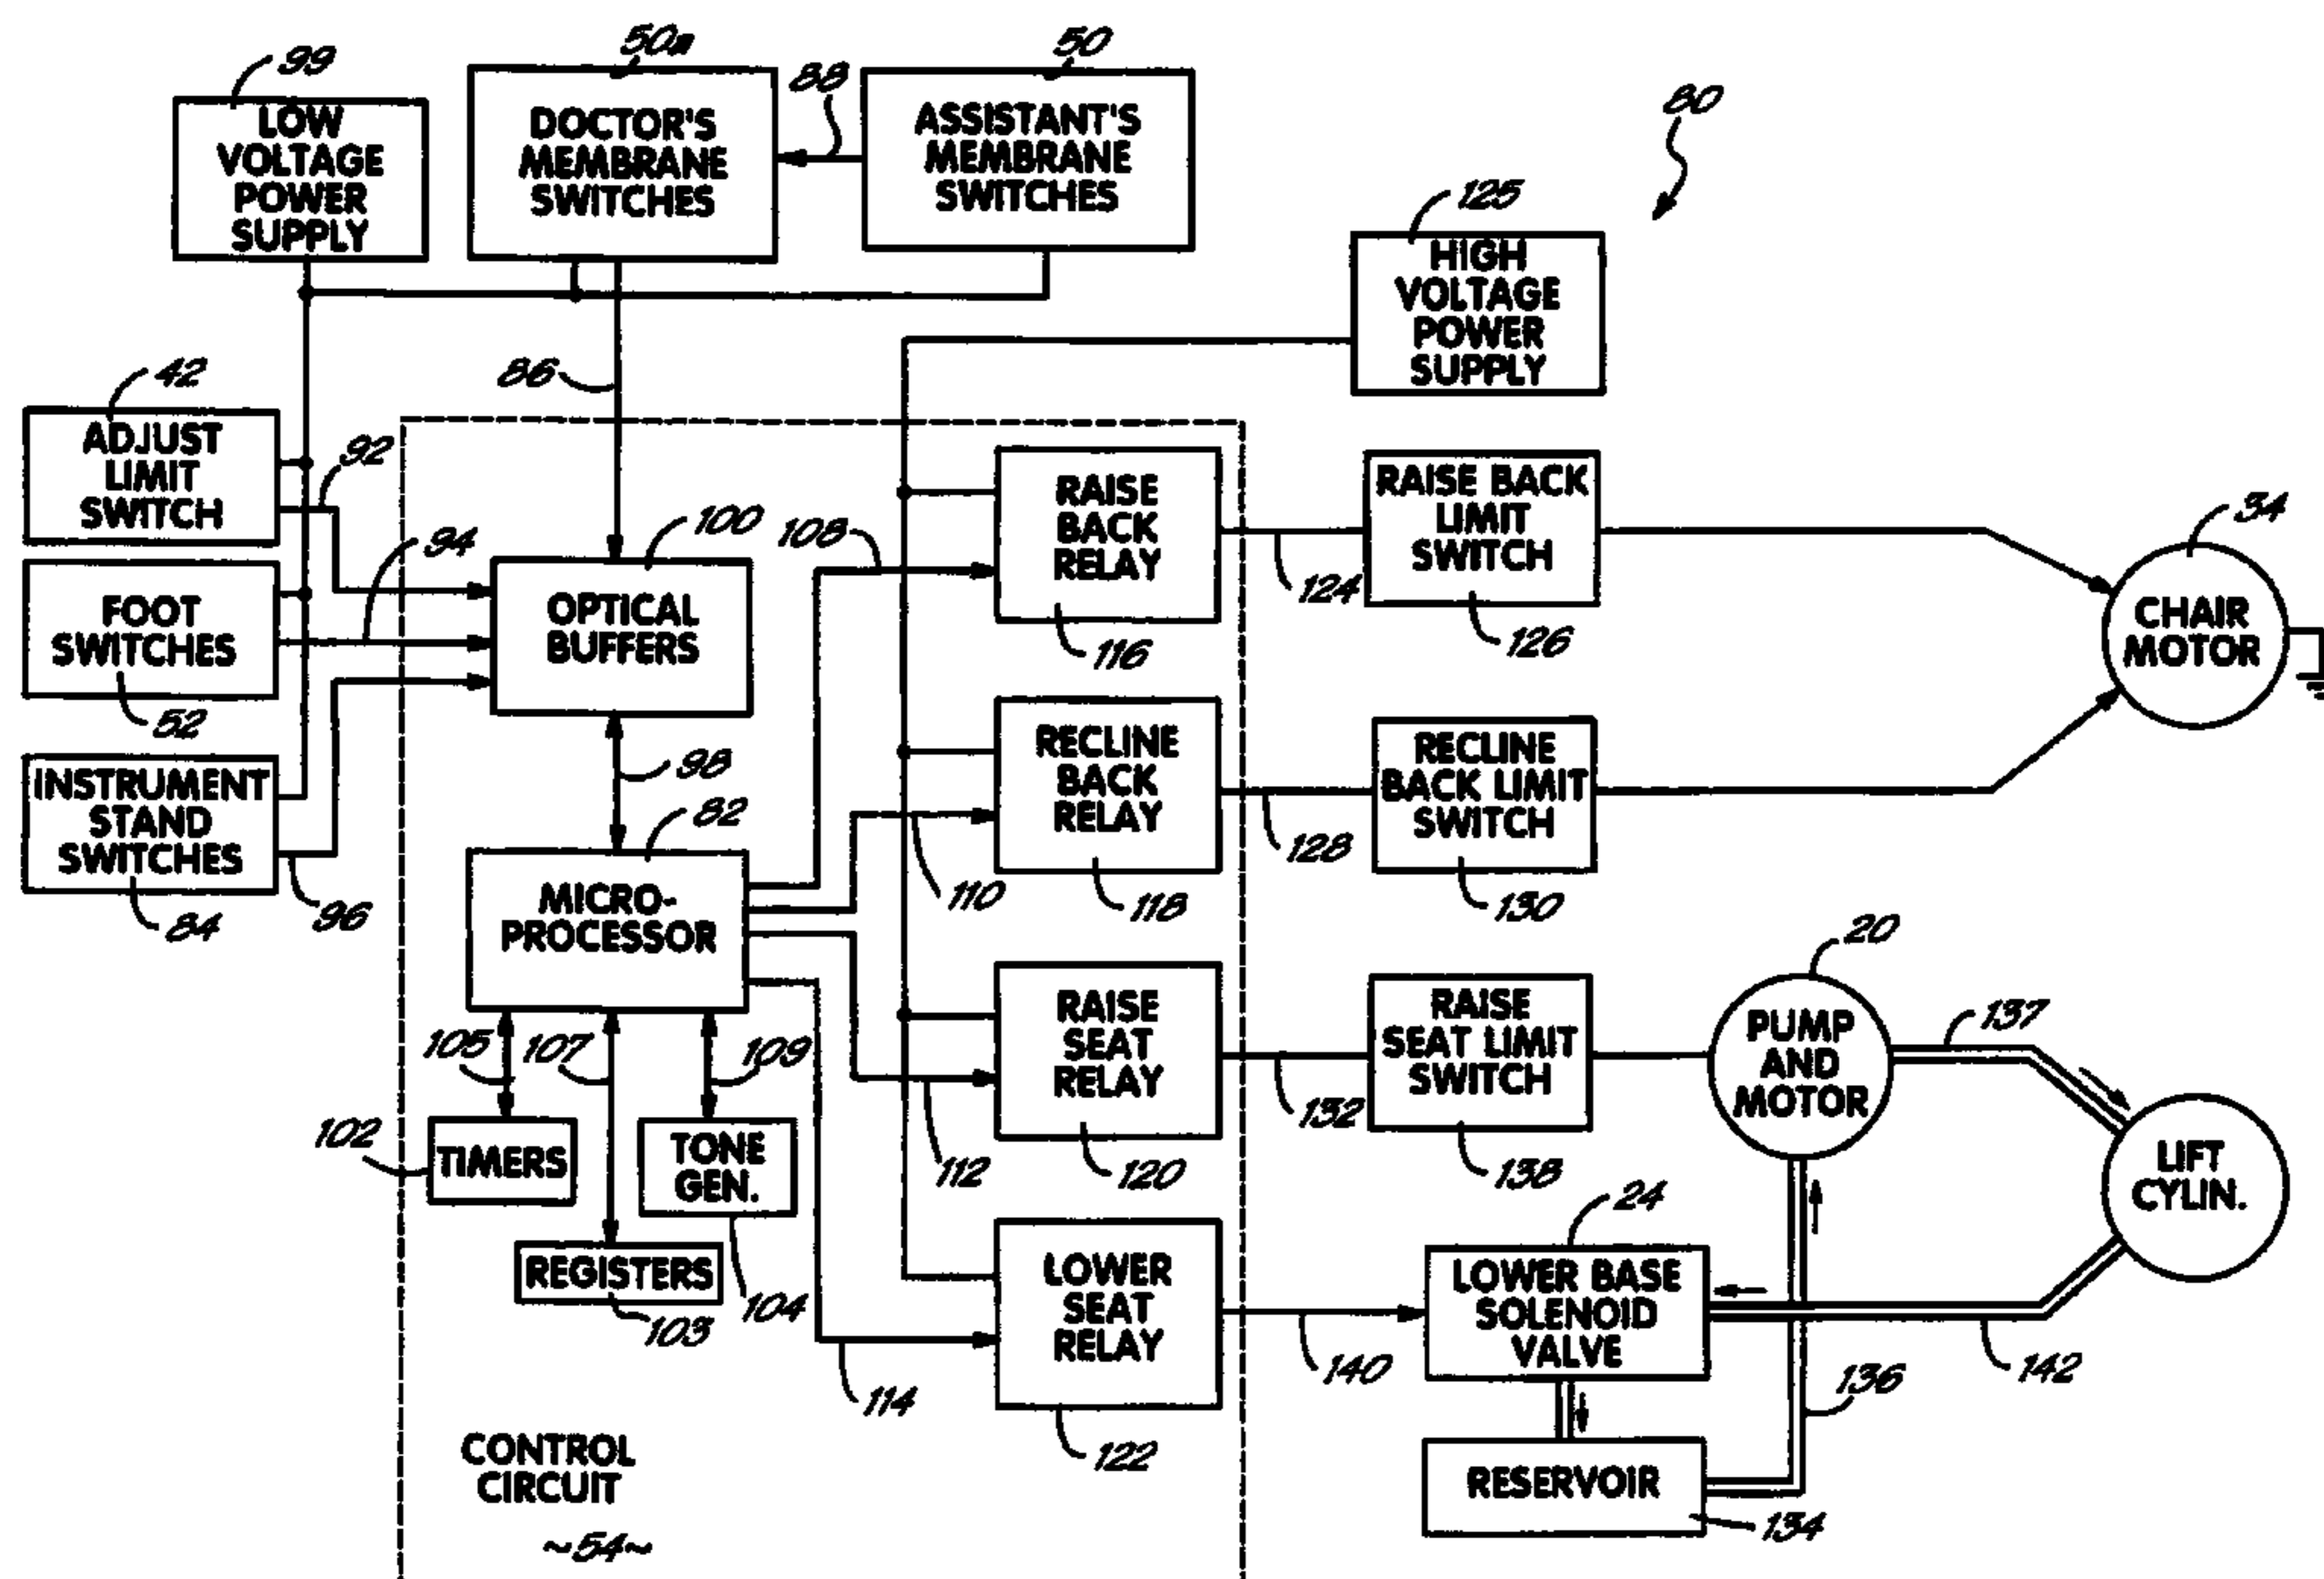 99
50a
88
50
80
LOW
VOLTAGE
POWER
SUPPLY
DOCTOR'S
MEMBRANE
SWITCHES
ASSISTANT'S
MEMBRANE
SWITCHES
125
HIGH
VOLTAGE
POWER
SUPPLY
42
86
ADJUST
LIMIT
SWITCH
92
94
100
108
RAISE
BACK
RELAY
124
RAISE BACK
LIMIT
SWITCH
34
FOOT
SWITCHES
OPTICAL
BUFFERS
116
126
CHAIR
MOTOR
52
98
RECLINE
BACK
RELAY
RECLINE
BACK LIMIT
SWITCH
INSTRUMENT
STAND
SWITCHES
82
128
84
96
MICRO-
PROCESSOR
110
118
130
20
105
107
109
RAISE
SEAT
RELAY
RAISE
SEAT LIMIT
SWITCH
PUMP
AND
MOTOR
137
102
TIMERS
TONE
GEN.
112
120
132
138
24
LIFT
CYLIN.
REGISTERS
103
104
LOWER
SEAT
RELAY
LOWER BASE
SOLENOID
VALVE
114
140
142
136
122
CONTROL
CIRCUIT
~54~
RESERVOIR
134